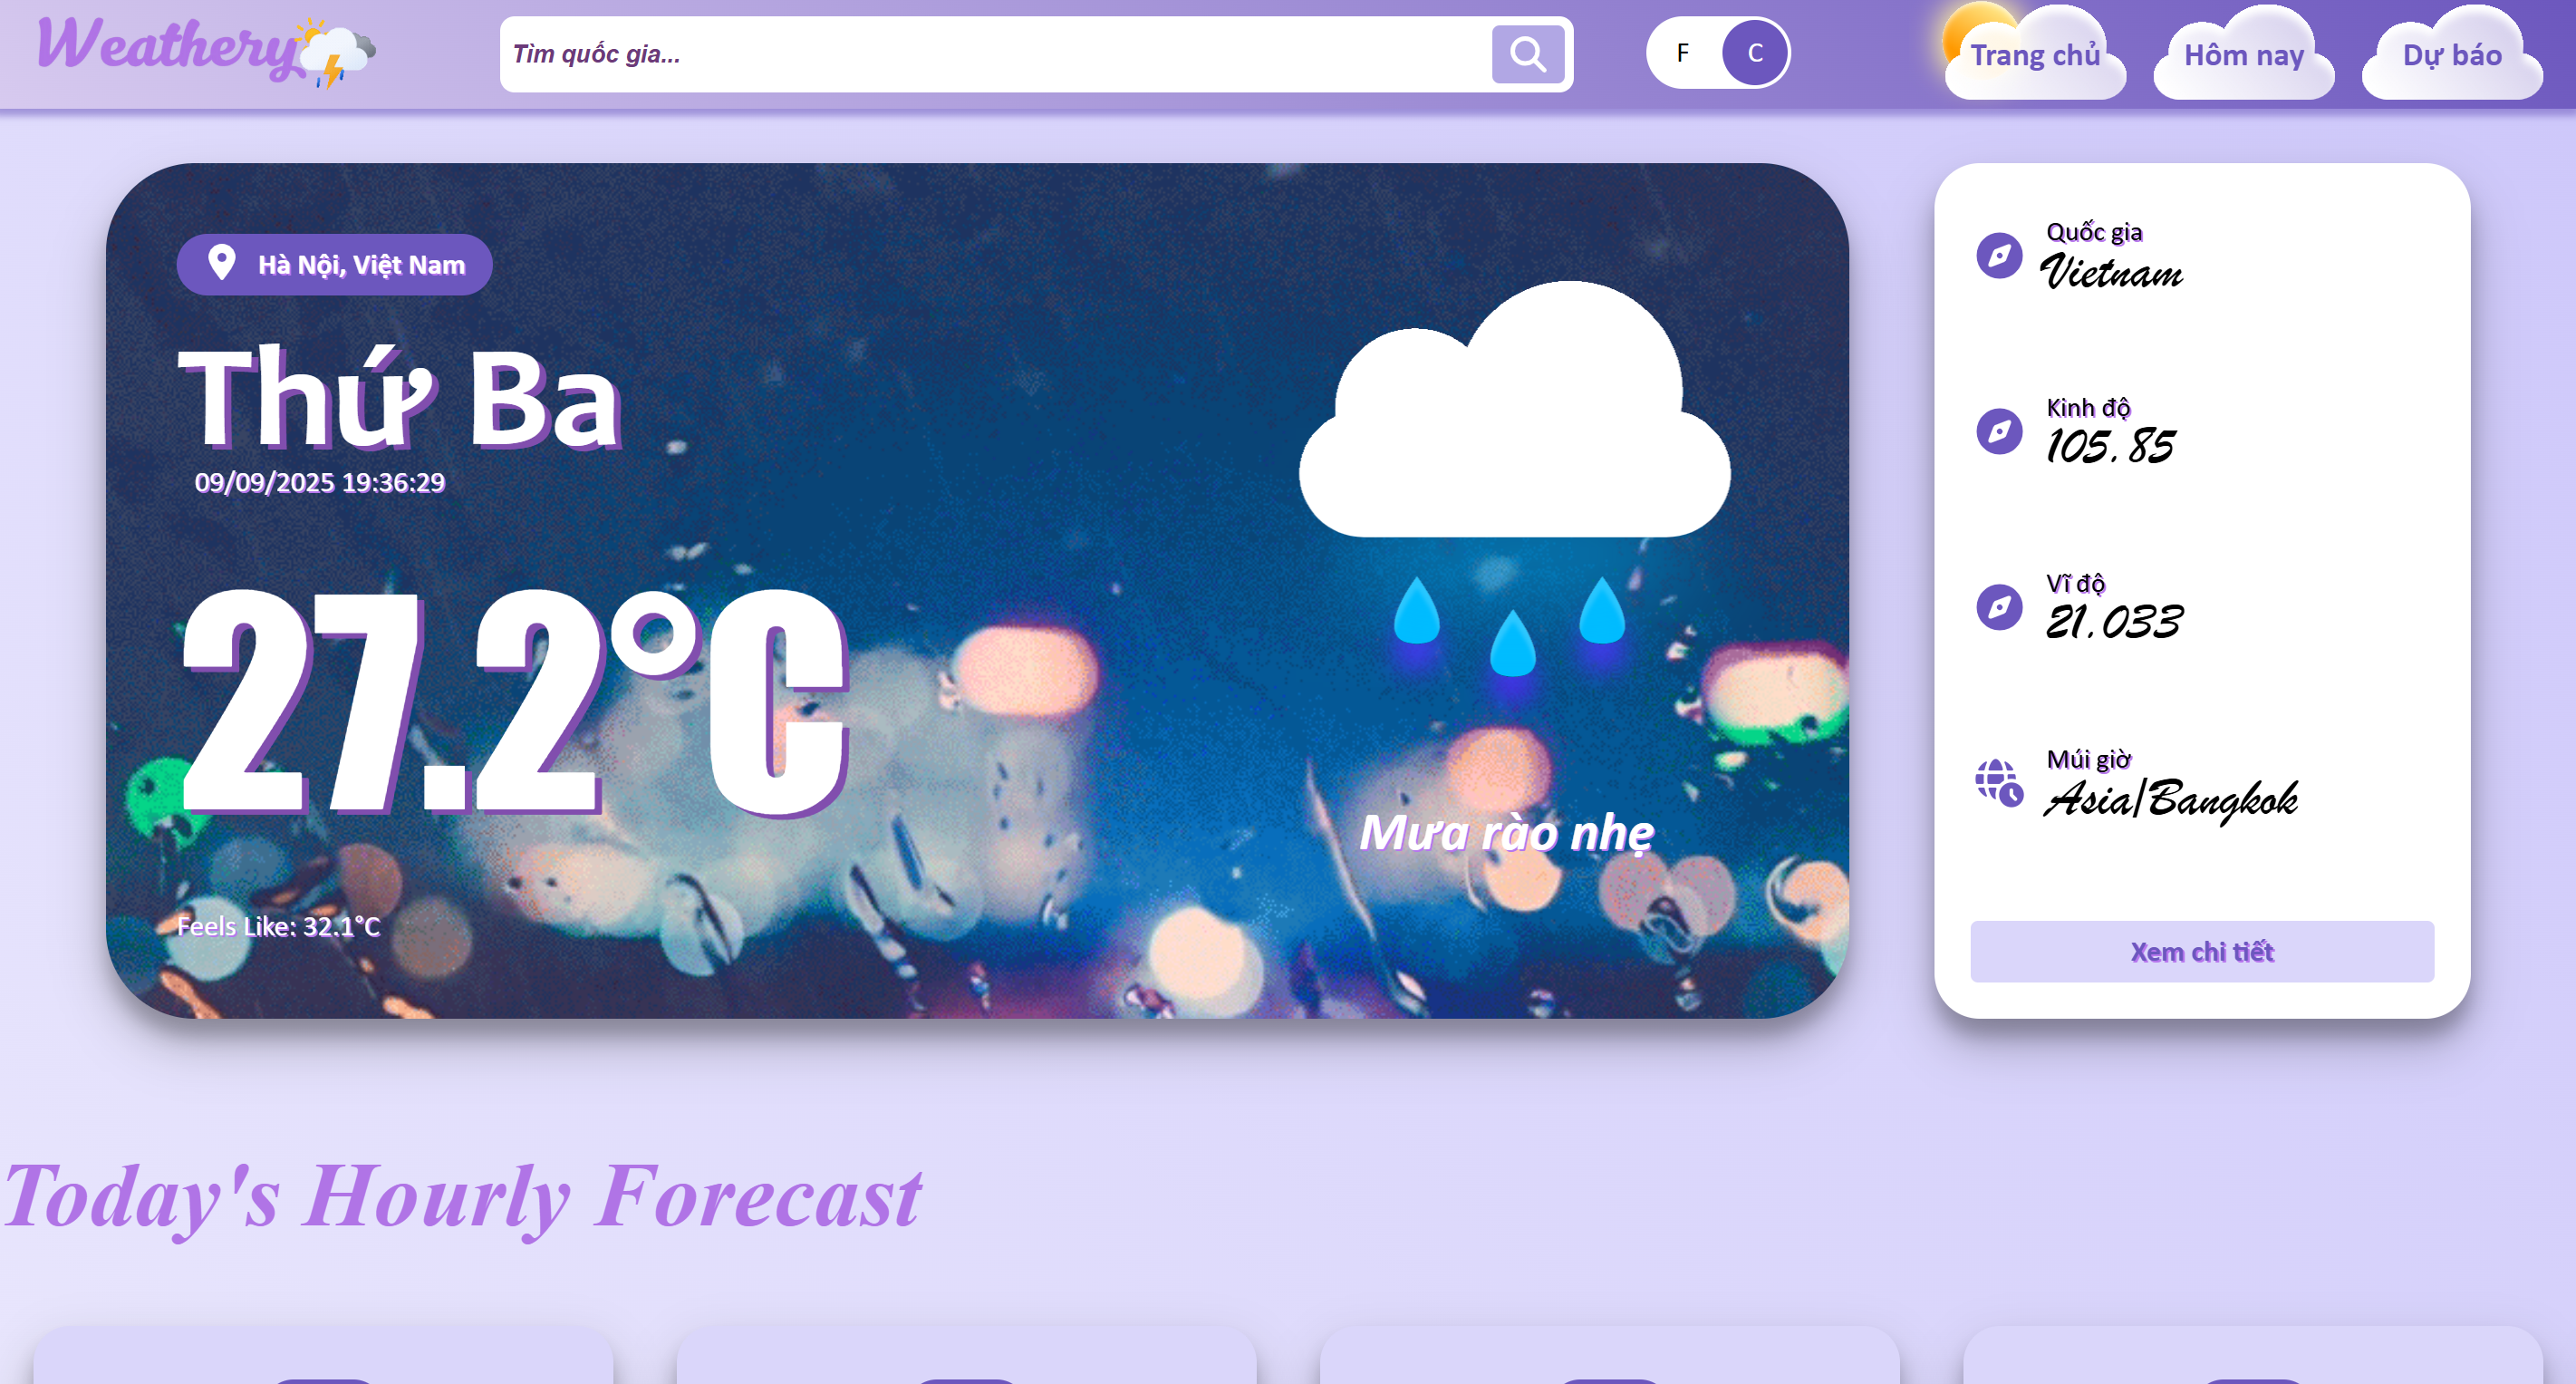 Weathery
Tìm quốc gia...
F C
Trang chủ
Hôm nay
Dự báo
Hà Nội, Việt Nam
Thứ Ba
09/09/2025 19:36:29
27.2°C
Feels Like: 32.1°C
Mưa rào nhẹ
Quốc gia
Vietnam
Kinh độ
105.85
Vĩ độ
21.033
Múi giờ
Asia/Bangkok
Xem chi tiết
Today's Hourly Forecast